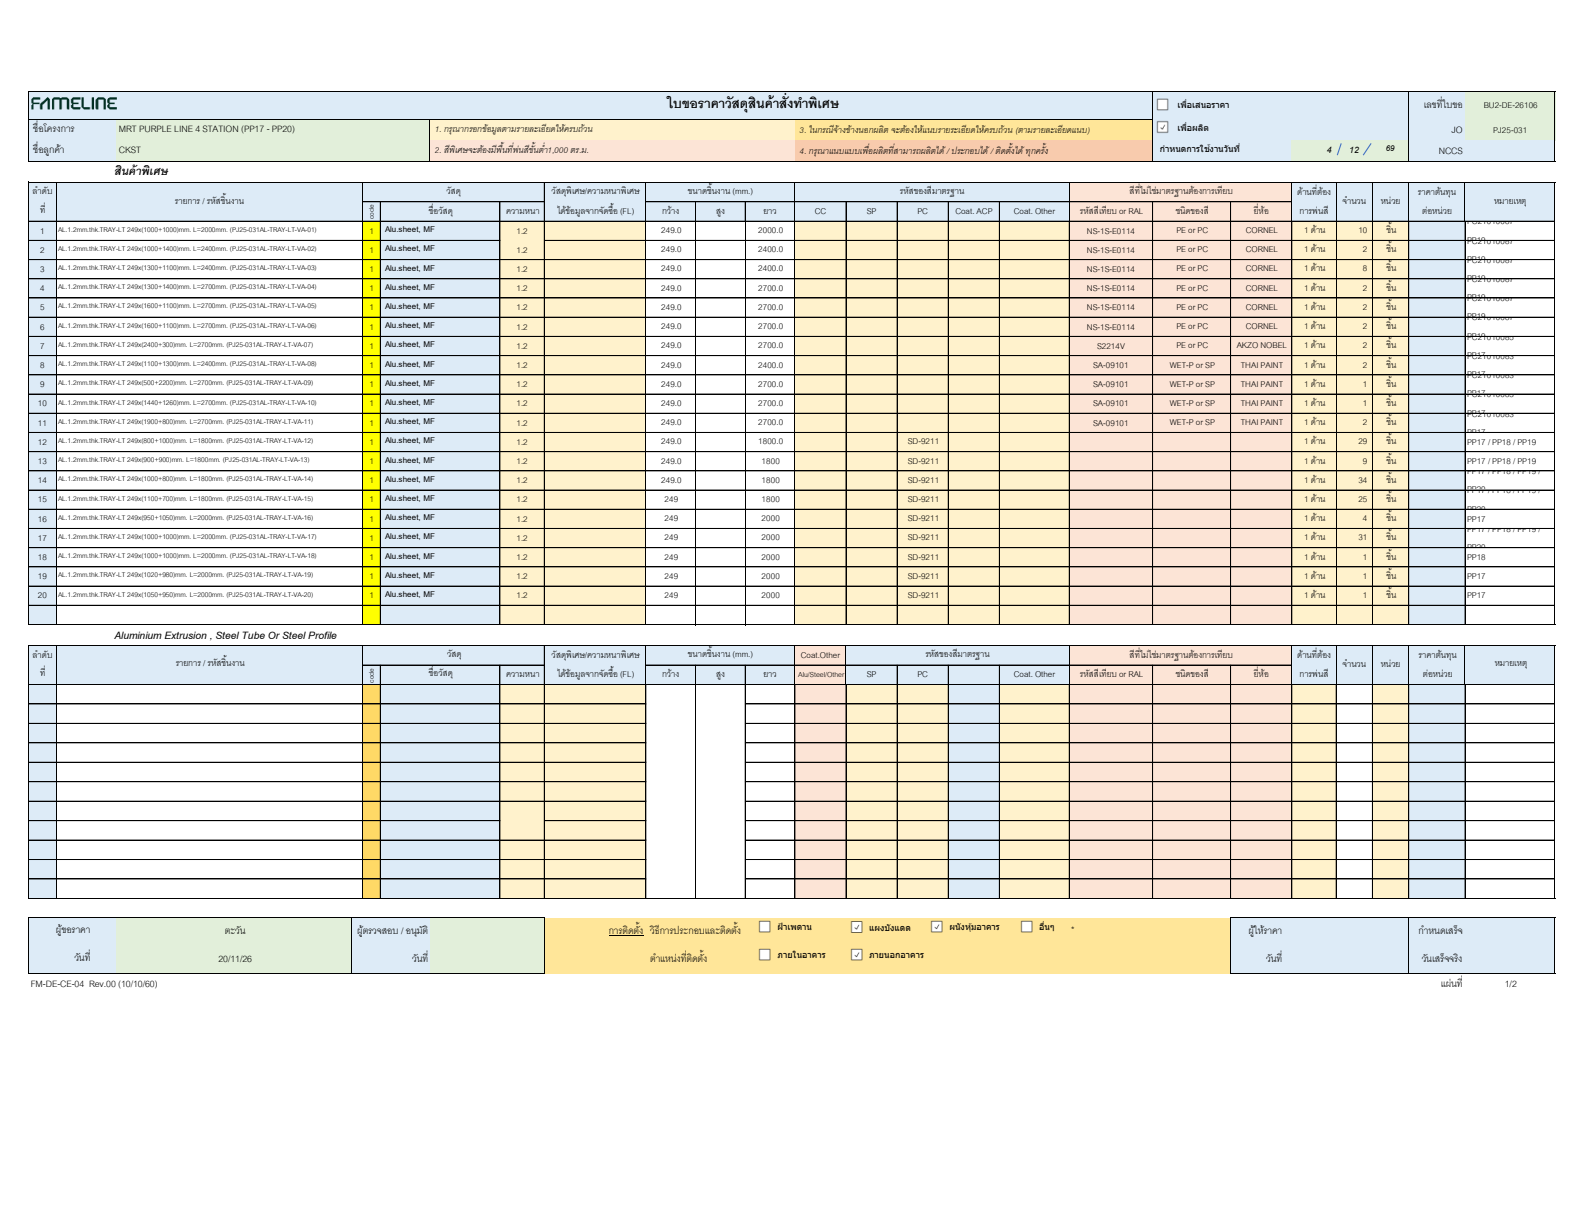 FAMELINE ใบขอราคาวัสดุสินค้าสั่งทำพิเศษ เพื่อเสนอราคา เลขที่ใบขอ BU2-DE-26106
ชื่อโครงการ MRT PURPLE LINE 4 STATION (PP17 - PP20) 1. กรุณากรอกข้อมูลตามรายละเอียดให้ครบถ้วน 3. ในกรณีจ้างข้างนอกผลิต จะต้องให้แนบรายระเอียดให้ครบถ้วน (ตามรายละเอียดแนบ) ✓ เพื่อผลิต JO PJ25-031
ชื่อลูกค้า CKST 2. สีพิเศษจะต้องมีพื้นที่พ่นสีขั้นต่ำ1,000 ตร.ม. 4. กรุณาแนบแบบเพื่อผลิตที่สามารถผลิตได้ / ประกอบได้ / ติดตั้งได้ ทุกครั้ง กำหนดการใช้งานวันที่ 4 / 12 / 69 NCCS
สินค้าพิเศษ
ลำดับที่ รายการ / รหัสชิ้นงาน วัสดุ วัสดุพิเศษ/ความหนาพิเศษ ขนาดชิ้นงาน (mm.) รหัสของสีมาตรฐาน สีที่ไม่ใช่มาตรฐานต้องการเทียบ ด้านที่ต้อง จำนวน หน่วย ราคาต้นทุน หมายเหตุ
code ชื่อวัสดุ ความหนา ได้ข้อมูลจากจัดซื้อ (FL) กว้าง สูง ยาว CC SP PC Coat. ACP Coat. Other รหัสสีเทียบ or RAL ชนิดของสี ยี่ห้อ การพ่นสี ต่อหน่วย
1 AL.1.2mm.thk.TRAY-LT 249x(1000+1000)mm. L=2000mm. (PJ25-031AL-TRAY-LT-VA-01) 1 Alu.sheet, MF 1.2 249.0 2000.0 NS-1S-E0114 PE or PC CORNEL 1 ด้าน 10 ชิ้น
2 AL.1.2mm.thk.TRAY-LT 249x(1000+1400)mm. L=2400mm. (PJ25-031AL-TRAY-LT-VA-02) 1 Alu.sheet, MF 1.2 249.0 2400.0 NS-1S-E0114 PE or PC CORNEL 1 ด้าน 2 ชิ้น
3 AL.1.2mm.thk.TRAY-LT 249x(1300+1100)mm. L=2400mm. (PJ25-031AL-TRAY-LT-VA-03) 1 Alu.sheet, MF 1.2 249.0 2400.0 NS-1S-E0114 PE or PC CORNEL 1 ด้าน 8 ชิ้น
4 AL.1.2mm.thk.TRAY-LT 249x(1300+1400)mm. L=2700mm. (PJ25-031AL-TRAY-LT-VA-04) 1 Alu.sheet, MF 1.2 249.0 2700.0 NS-1S-E0114 PE or PC CORNEL 1 ด้าน 2 ชิ้น
5 AL.1.2mm.thk.TRAY-LT 249x(1600+1100)mm. L=2700mm. (PJ25-031AL-TRAY-LT-VA-05) 1 Alu.sheet, MF 1.2 249.0 2700.0 NS-1S-E0114 PE or PC CORNEL 1 ด้าน 2 ชิ้น
6 AL.1.2mm.thk.TRAY-LT 249x(1600+1100)mm. L=2700mm. (PJ25-031AL-TRAY-LT-VA-06) 1 Alu.sheet, MF 1.2 249.0 2700.0 NS-1S-E0114 PE or PC CORNEL 1 ด้าน 2 ชิ้น
7 AL.1.2mm.thk.TRAY-LT 249x(2400+300)mm. L=2700mm. (PJ25-031AL-TRAY-LT-VA-07) 1 Alu.sheet, MF 1.2 249.0 2700.0 S2214V PE or PC AKZO NOBEL 1 ด้าน 2 ชิ้น
8 AL.1.2mm.thk.TRAY-LT 249x(1100+1300)mm. L=2400mm. (PJ25-031AL-TRAY-LT-VA-08) 1 Alu.sheet, MF 1.2 249.0 2400.0 SA-09101 WET-P or SP THAI PAINT 1 ด้าน 2 ชิ้น
9 AL.1.2mm.thk.TRAY-LT 249x(500+2200)mm. L=2700mm. (PJ25-031AL-TRAY-LT-VA-09) 1 Alu.sheet, MF 1.2 249.0 2700.0 SA-09101 WET-P or SP THAI PAINT 1 ด้าน 1 ชิ้น
10 AL.1.2mm.thk.TRAY-LT 249x(1440+1260)mm. L=2700mm. (PJ25-031AL-TRAY-LT-VA-10) 1 Alu.sheet, MF 1.2 249.0 2700.0 SA-09101 WET-P or SP THAI PAINT 1 ด้าน 1 ชิ้น
11 AL.1.2mm.thk.TRAY-LT 249x(1900+800)mm. L=2700mm. (PJ25-031AL-TRAY-LT-VA-11) 1 Alu.sheet, MF 1.2 249.0 2700.0 SA-09101 WET-P or SP THAI PAINT 1 ด้าน 2 ชิ้น
12 AL.1.2mm.thk.TRAY-LT 249x(800+1000)mm. L=1800mm. (PJ25-031AL-TRAY-LT-VA-12) 1 Alu.sheet, MF 1.2 249.0 1800.0 SD-9211 1 ด้าน 29 ชิ้น PP17 / PP18 / PP19
13 AL.1.2mm.thk.TRAY-LT 249x(900+900)mm. L=1800mm. (PJ25-031AL-TRAY-LT-VA-13) 1 Alu.sheet, MF 1.2 249.0 1800 SD-9211 1 ด้าน 9 ชิ้น PP17 / PP18 / PP19
14 AL.1.2mm.thk.TRAY-LT 249x(1000+800)mm. L=1800mm. (PJ25-031AL-TRAY-LT-VA-14) 1 Alu.sheet, MF 1.2 249.0 1800 SD-9211 1 ด้าน 34 ชิ้น
15 AL.1.2mm.thk.TRAY-LT 249x(1100+700)mm. L=1800mm. (PJ25-031AL-TRAY-LT-VA-15) 1 Alu.sheet, MF 1.2 249 1800 SD-9211 1 ด้าน 25 ชิ้น
16 AL.1.2mm.thk.TRAY-LT 249x(950+1050)mm. L=2000mm. (PJ25-031AL-TRAY-LT-VA-16) 1 Alu.sheet, MF 1.2 249 2000 SD-9211 1 ด้าน 4 ชิ้น PP17
17 AL.1.2mm.thk.TRAY-LT 249x(1000+1000)mm. L=2000mm. (PJ25-031AL-TRAY-LT-VA-17) 1 Alu.sheet, MF 1.2 249 2000 SD-9211 1 ด้าน 31 ชิ้น
18 AL.1.2mm.thk.TRAY-LT 249x(1000+1000)mm. L=2000mm. (PJ25-031AL-TRAY-LT-VA-18) 1 Alu.sheet, MF 1.2 249 2000 SD-9211 1 ด้าน 1 ชิ้น PP18
19 AL.1.2mm.thk.TRAY-LT 249x(1020+980)mm. L=2000mm. (PJ25-031AL-TRAY-LT-VA-19) 1 Alu.sheet, MF 1.2 249 2000 SD-9211 1 ด้าน 1 ชิ้น PP17
20 AL.1.2mm.thk.TRAY-LT 249x(1050+950)mm. L=2000mm. (PJ25-031AL-TRAY-LT-VA-20) 1 Alu.sheet, MF 1.2 249 2000 SD-9211 1 ด้าน 1 ชิ้น PP17
Aluminium Extrusion , Steel Tube Or Steel Profile
ลำดับที่ รายการ / รหัสชิ้นงาน วัสดุ วัสดุพิเศษ/ความหนาพิเศษ ขนาดชิ้นงาน (mm.) Coat.Other รหัสของสีมาตรฐาน สีที่ไม่ใช่มาตรฐานต้องการเทียบ ด้านที่ต้อง จำนวน หน่วย ราคาต้นทุน หมายเหตุ
code ชื่อวัสดุ ความหนา ได้ข้อมูลจากจัดซื้อ (FL) กว้าง สูง ยาว Alu/Steel/Other SP PC Coat. Other รหัสสีเทียบ or RAL ชนิดของสี ยี่ห้อ การพ่นสี ต่อหน่วย
ผู้ขอราคา ตะวัน ผู้ตรวจสอบ / อนุมัติ การติดตั้ง วิธีการประกอบและติดตั้ง ฝ้าเพดาน ✓ แผงบังแดด ✓ ผนังหุ้มอาคาร อื่นๆ ผู้ให้ราคา กำหนดเสร็จ
วันที่ 20/11/26 วันที่ ตำแหน่งที่ติดตั้ง ภายในอาคาร ✓ ภายนอกอาคาร วันที่ วันเสร็จจริง
FM-DE-CE-04 Rev.00 (10/10/60) แผ่นที่ 1/2